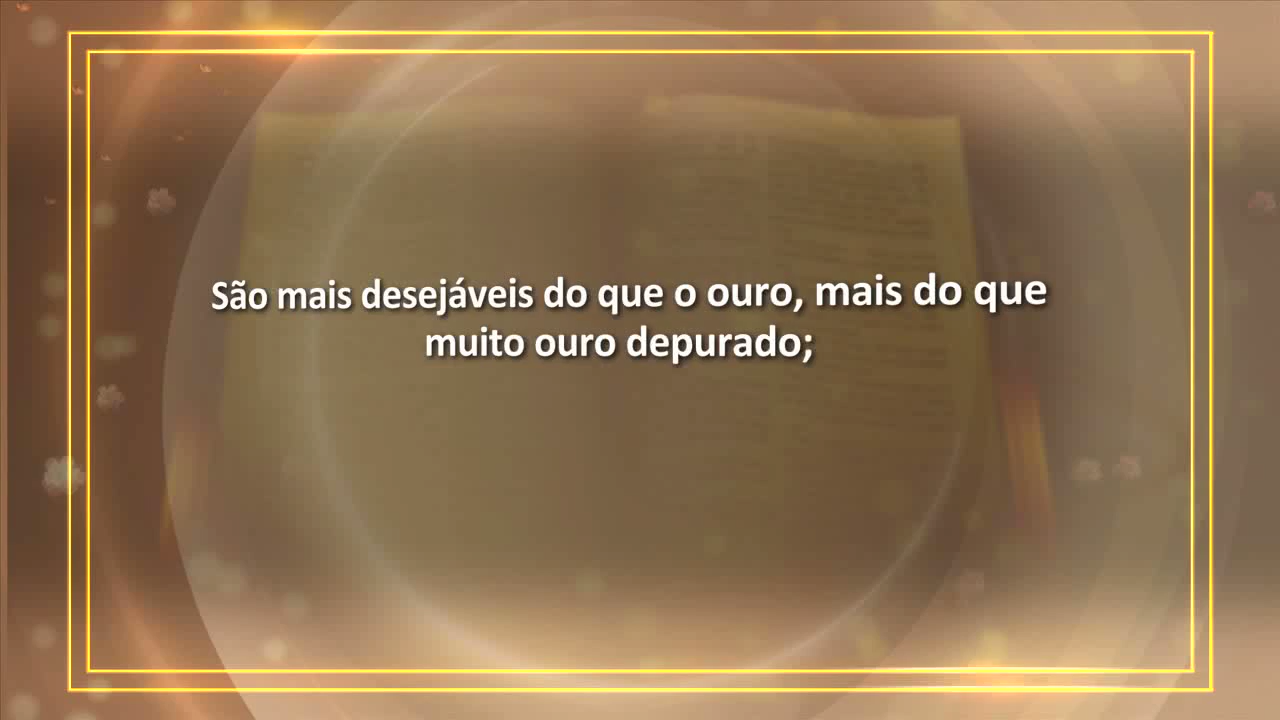 São mais desejáveis do que o ouro, mais do que
muito ouro depurado;